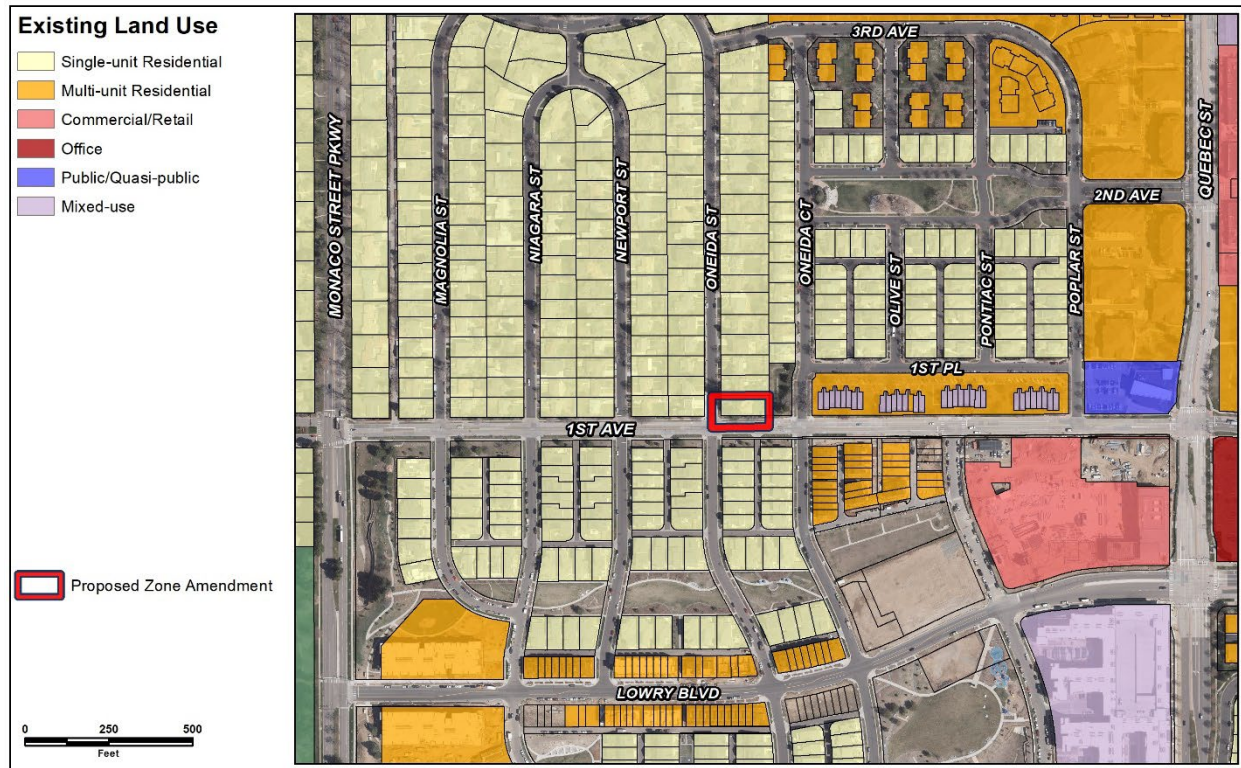 Existing Land Use
Single-unit Residential
Multi-unit Residential
Commercial/Retail
Office
Public/Quasi-public
Mixed-use
Proposed Zone Amendment
0 250 500
Feet
3RD AVE
MONACO STREET PKWY
MAGNOLIA ST
NIAGARA ST
NEWPORT ST
ONEIDA ST
ONEIDA CT
OLIVE ST
PONTIAC ST
POPLAR ST
QUEBEC ST
2ND AVE
1ST PL
1ST AVE
LOWRY BLVD